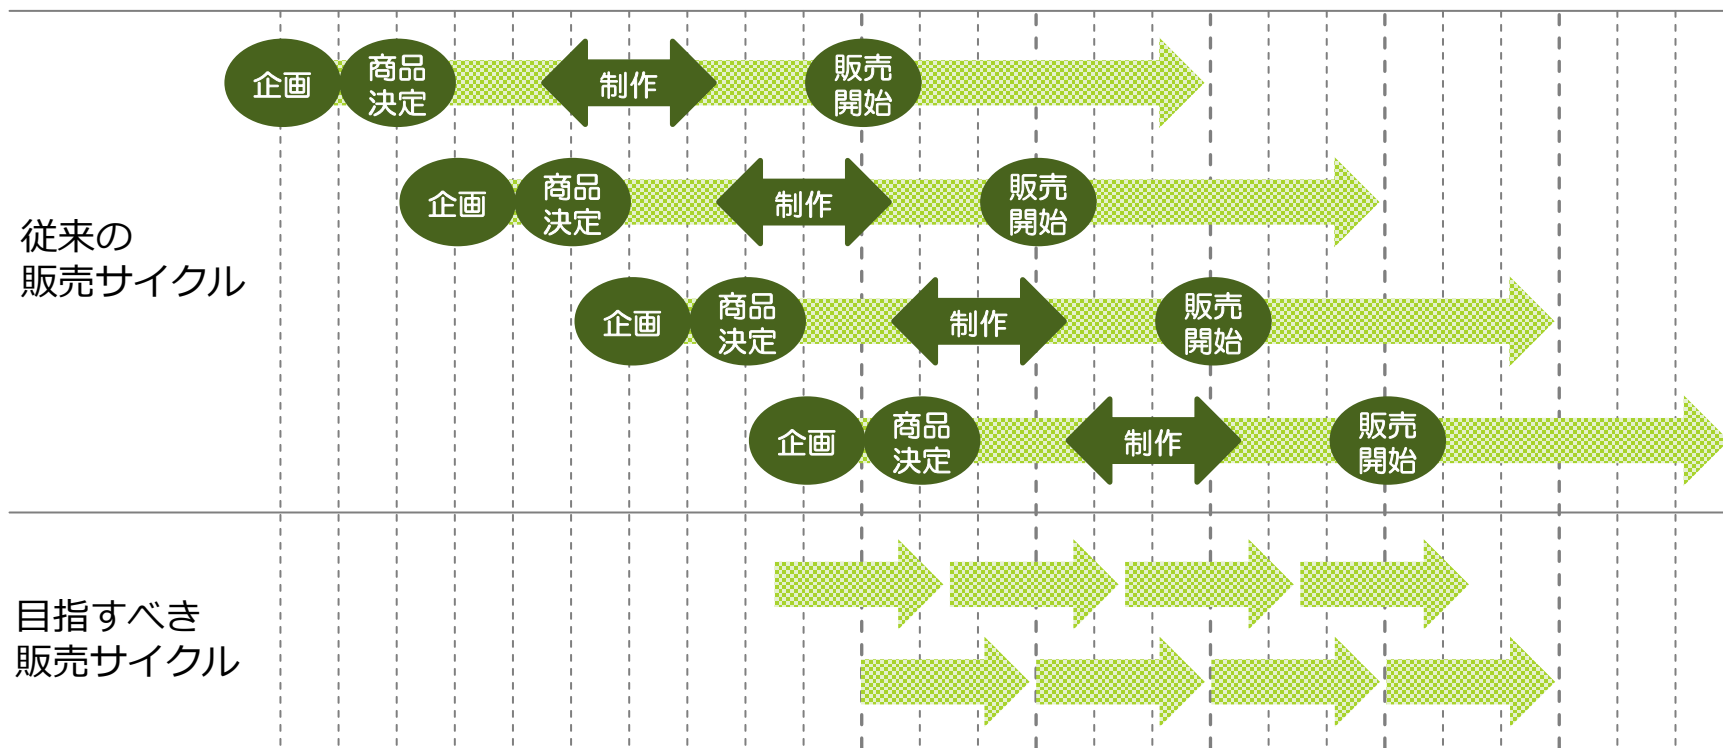 企画
商品
決定
制作
販売
開始
企画
商品
決定
制作
販売
開始
従来の
販売サイクル
企画
商品
決定
制作
販売
開始
企画
商品
決定
制作
販売
開始
目指すべき
販売サイクル